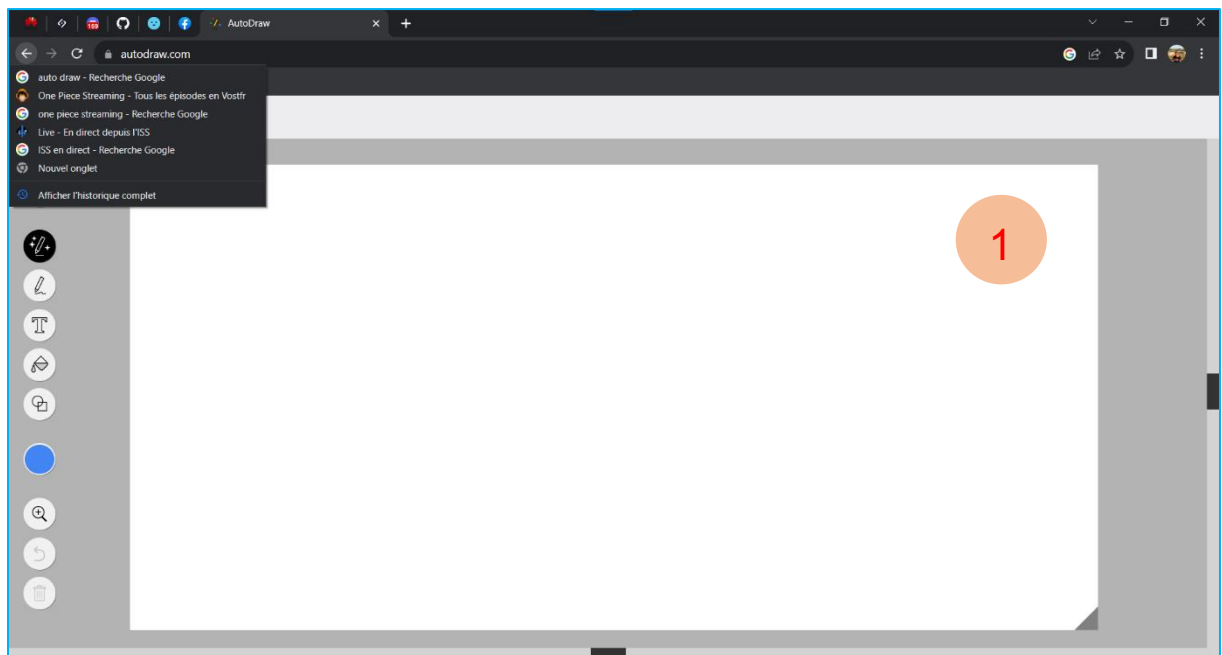 AutoDraw
autodraw.com
auto draw - Recherche Google
One Piece Streaming - Tous les épisodes en Vostfr
one piece streaming - Recherche Google
Live - En direct depuis l'ISS
ISS en direct - Recherche Google
Nouvel onglet
Afficher l'historique complet
1
T